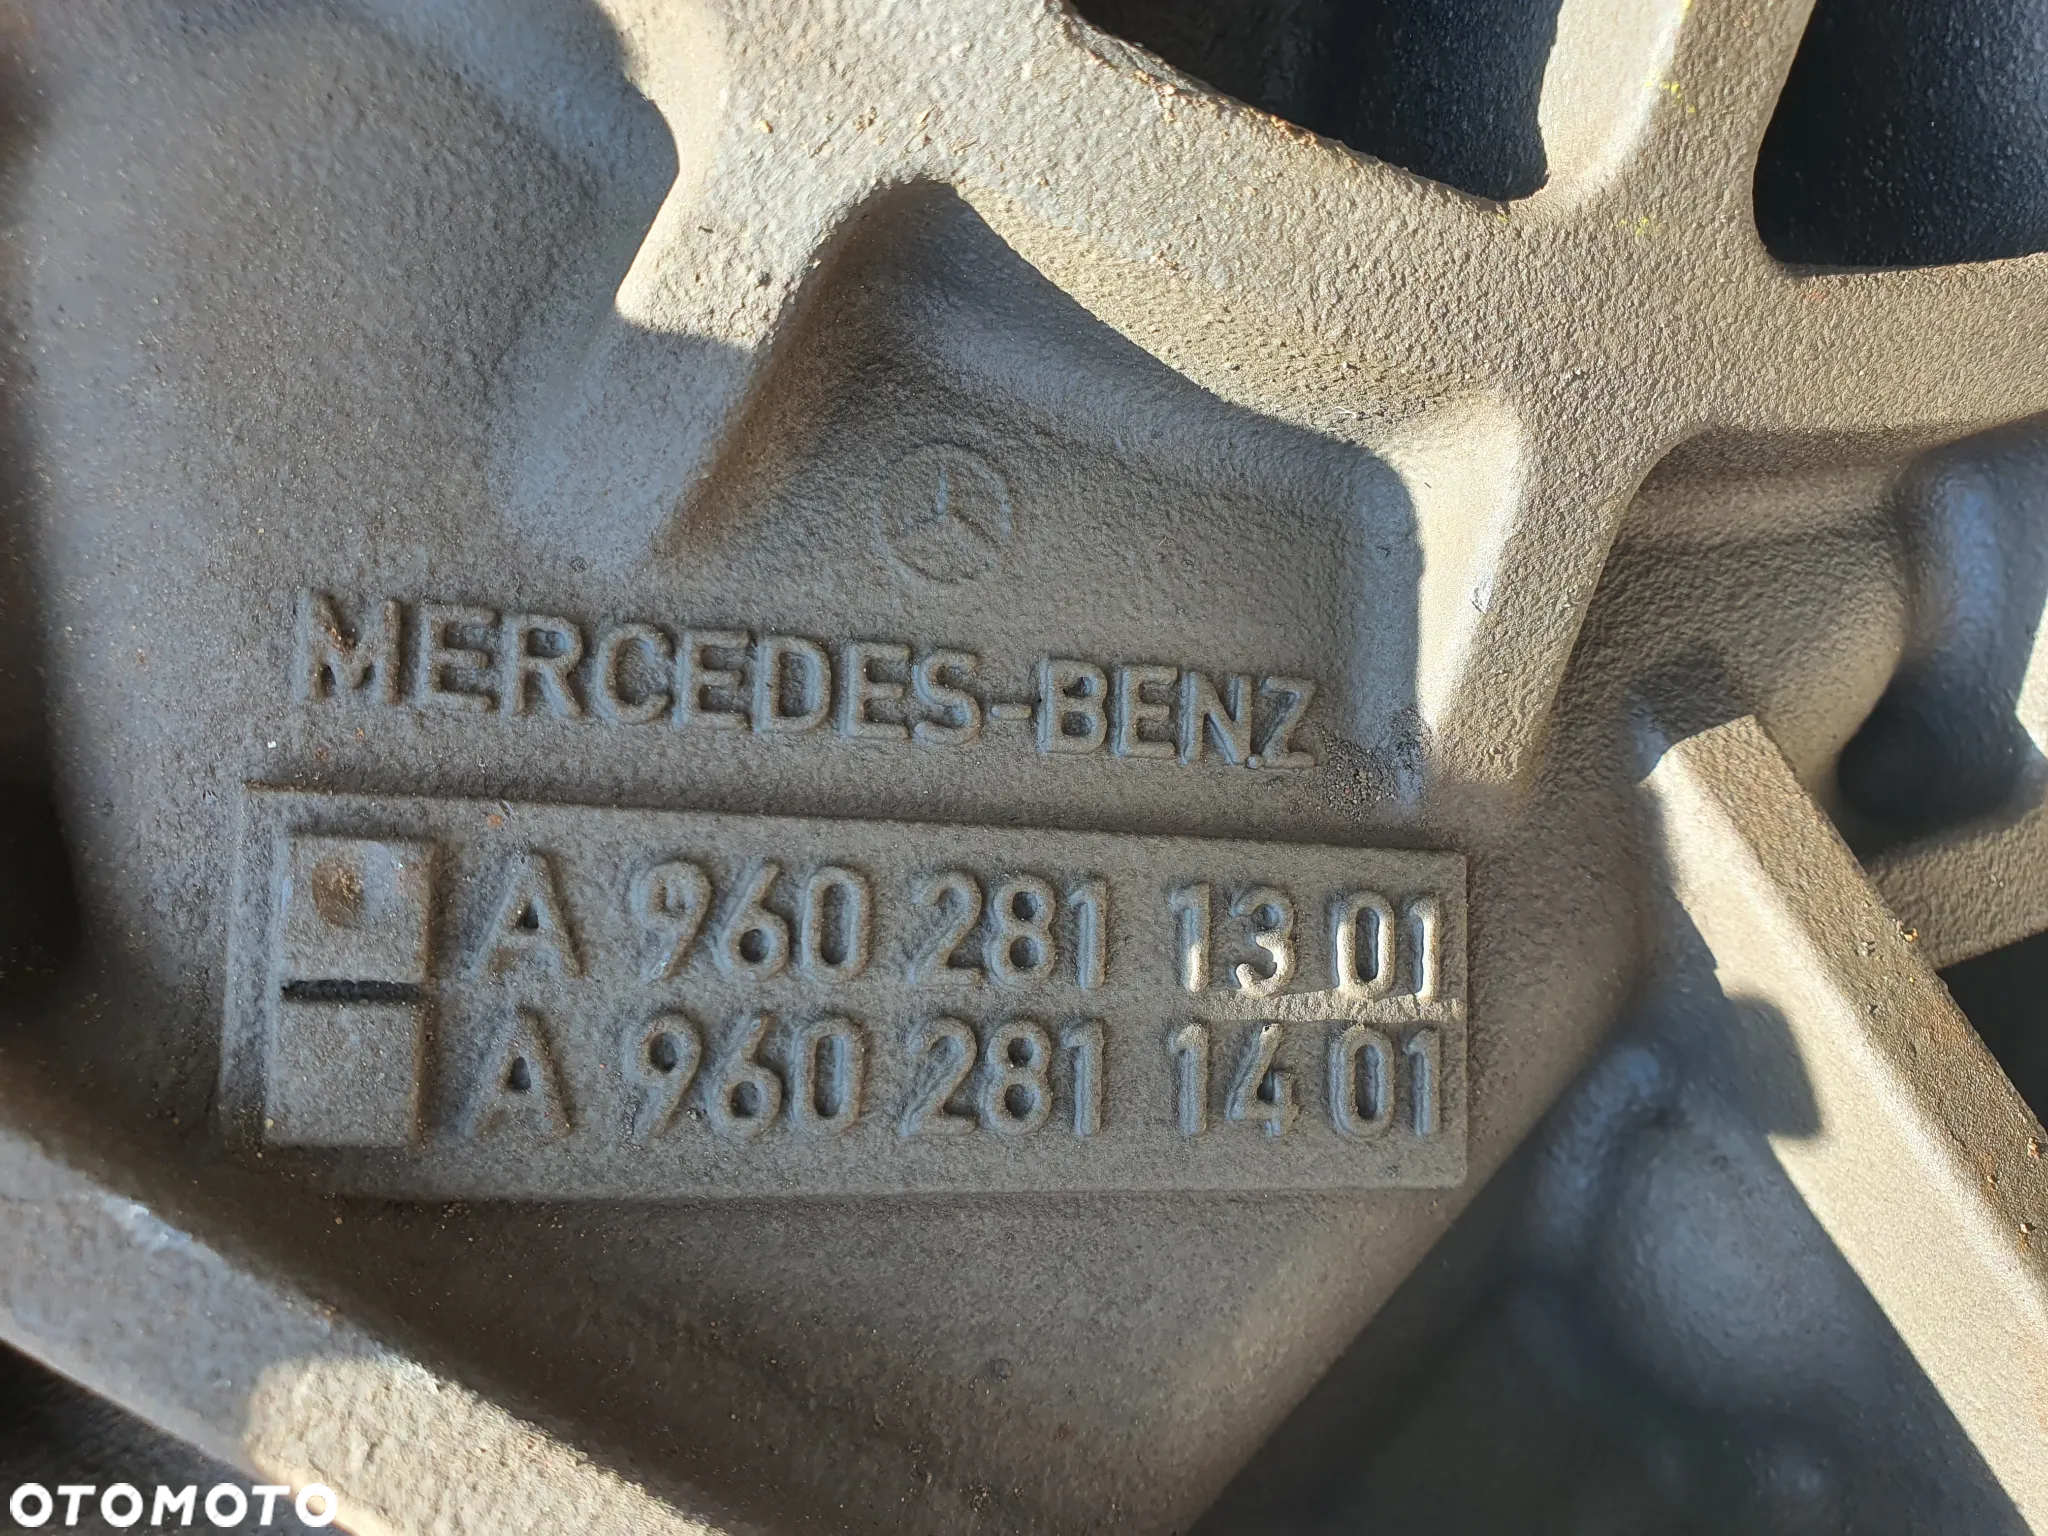 MERCEDES-BENZ
A 960 281 13 01
A 960 281 14 01
OTOMOTO